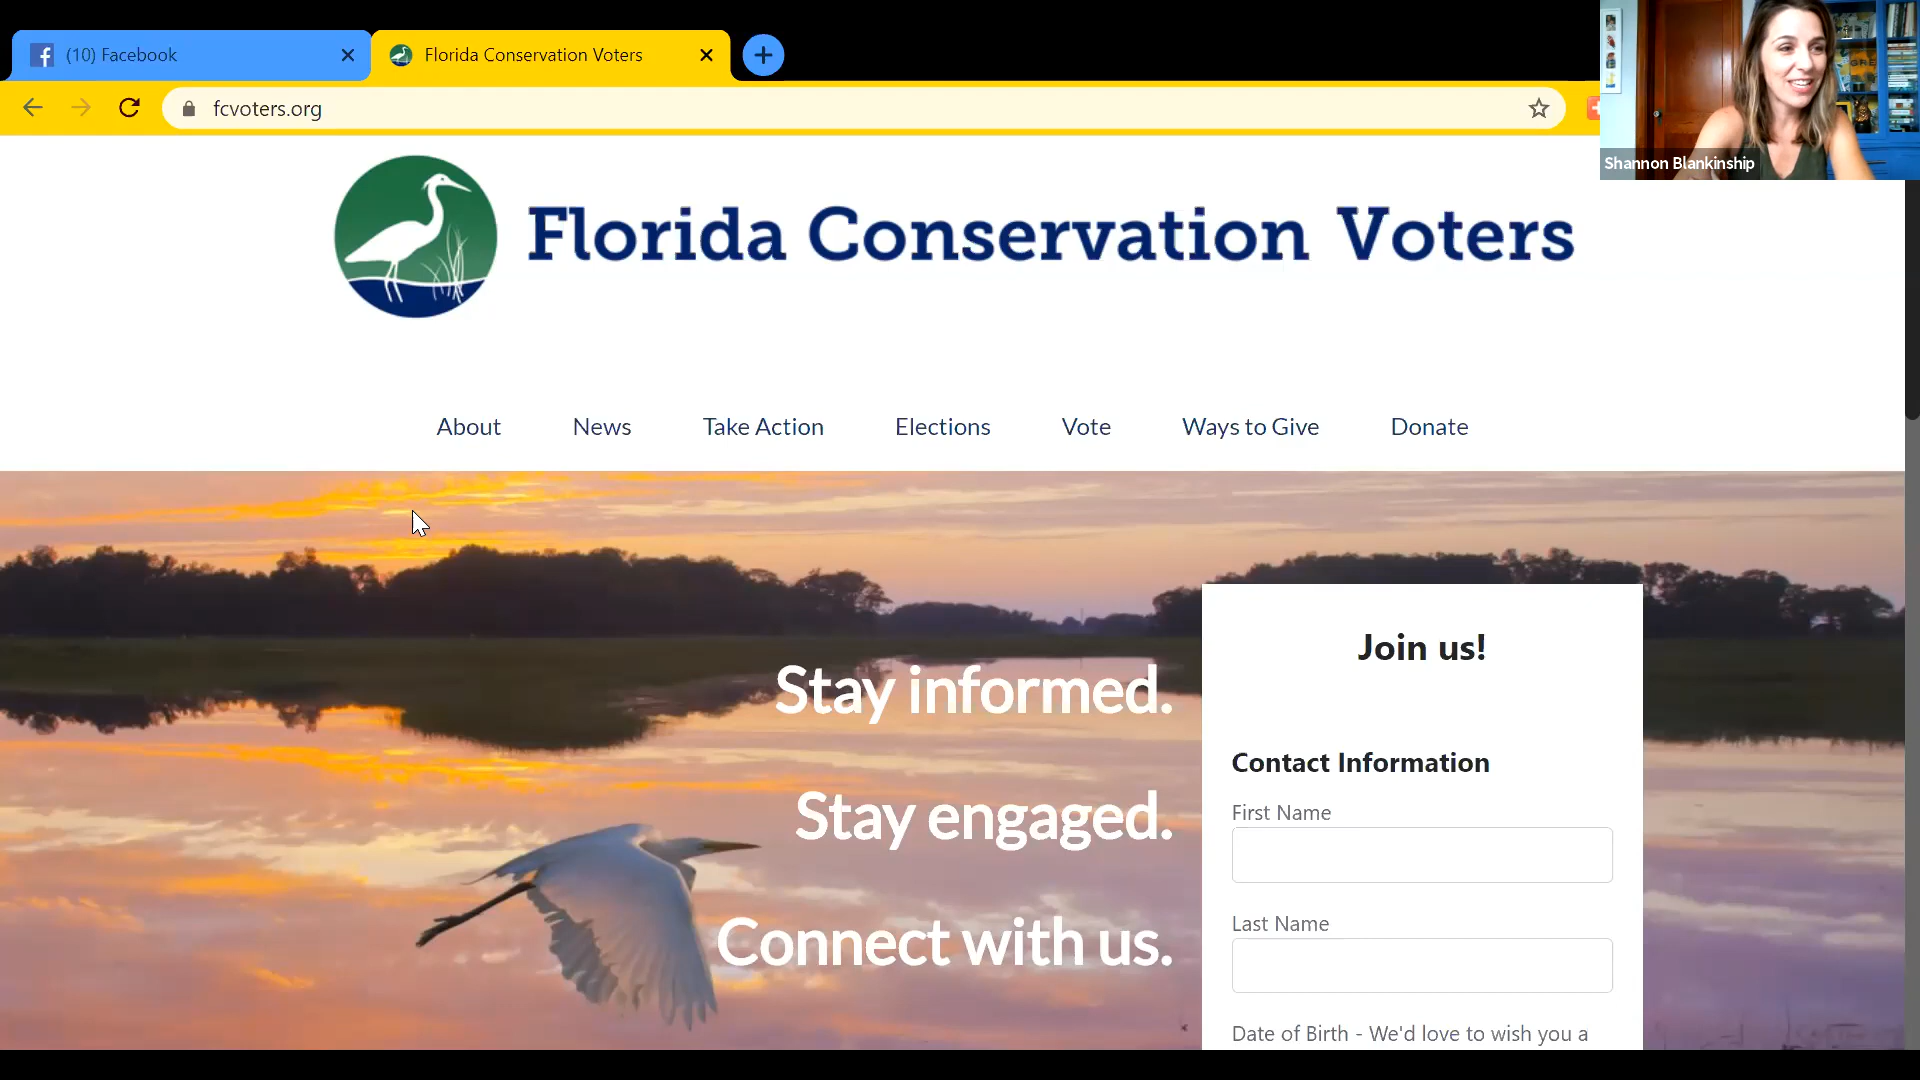 (10) Facebook
Florida Conservation Voters
fcvoters.org
Shannon Blankinship
Florida Conservation Voters
About News Take Action Elections Vote Ways to Give Donate
Stay informed.
Stay engaged.
Connect with us.
Join us!
Contact Information
First Name
Last Name
Date of Birth - We'd love to wish you a